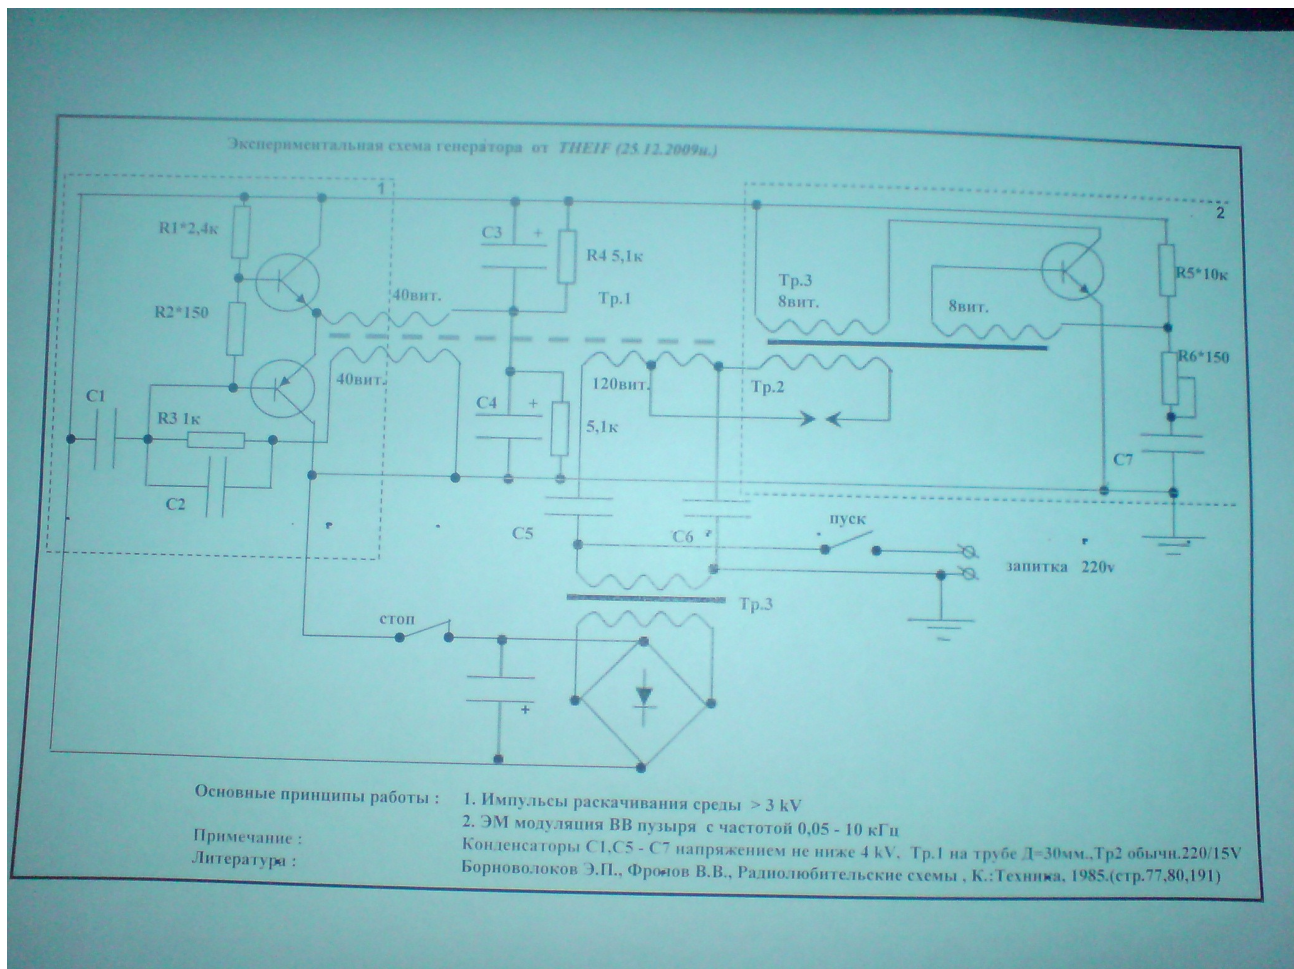 Экспериментальная схема генератора от THEIF (25.12.2009г.)
1
2
R1*2,4к
C3
+
R4 5,1к
Тр.1
Тр.3
8вит.
R5*10к
R2*150
40вит.
8вит.
R6*150
40вит.
120вит.
Тр.2
C1
R3 1к
C4
+
5,1к
C7
C2
C5
C6
пуск
запитка 220v
Тр.3
стоп
+
Основные принципы работы : 1. Импульсы раскачивания среды > 3 kV
2. ЭМ модуляция ВВ пузыря с частотой 0,05 - 10 кГц
Примечание : Конденсаторы С1,С5 - С7 напряжением не ниже 4 kV. Тр.1 на трубе Д=30мм.,Тр2 обычн.220/15V
Литература : Борноволоков Э.П., Фролов В.В., Радиолюбительские схемы , К.:Техника, 1985.(стр.77,80,191)